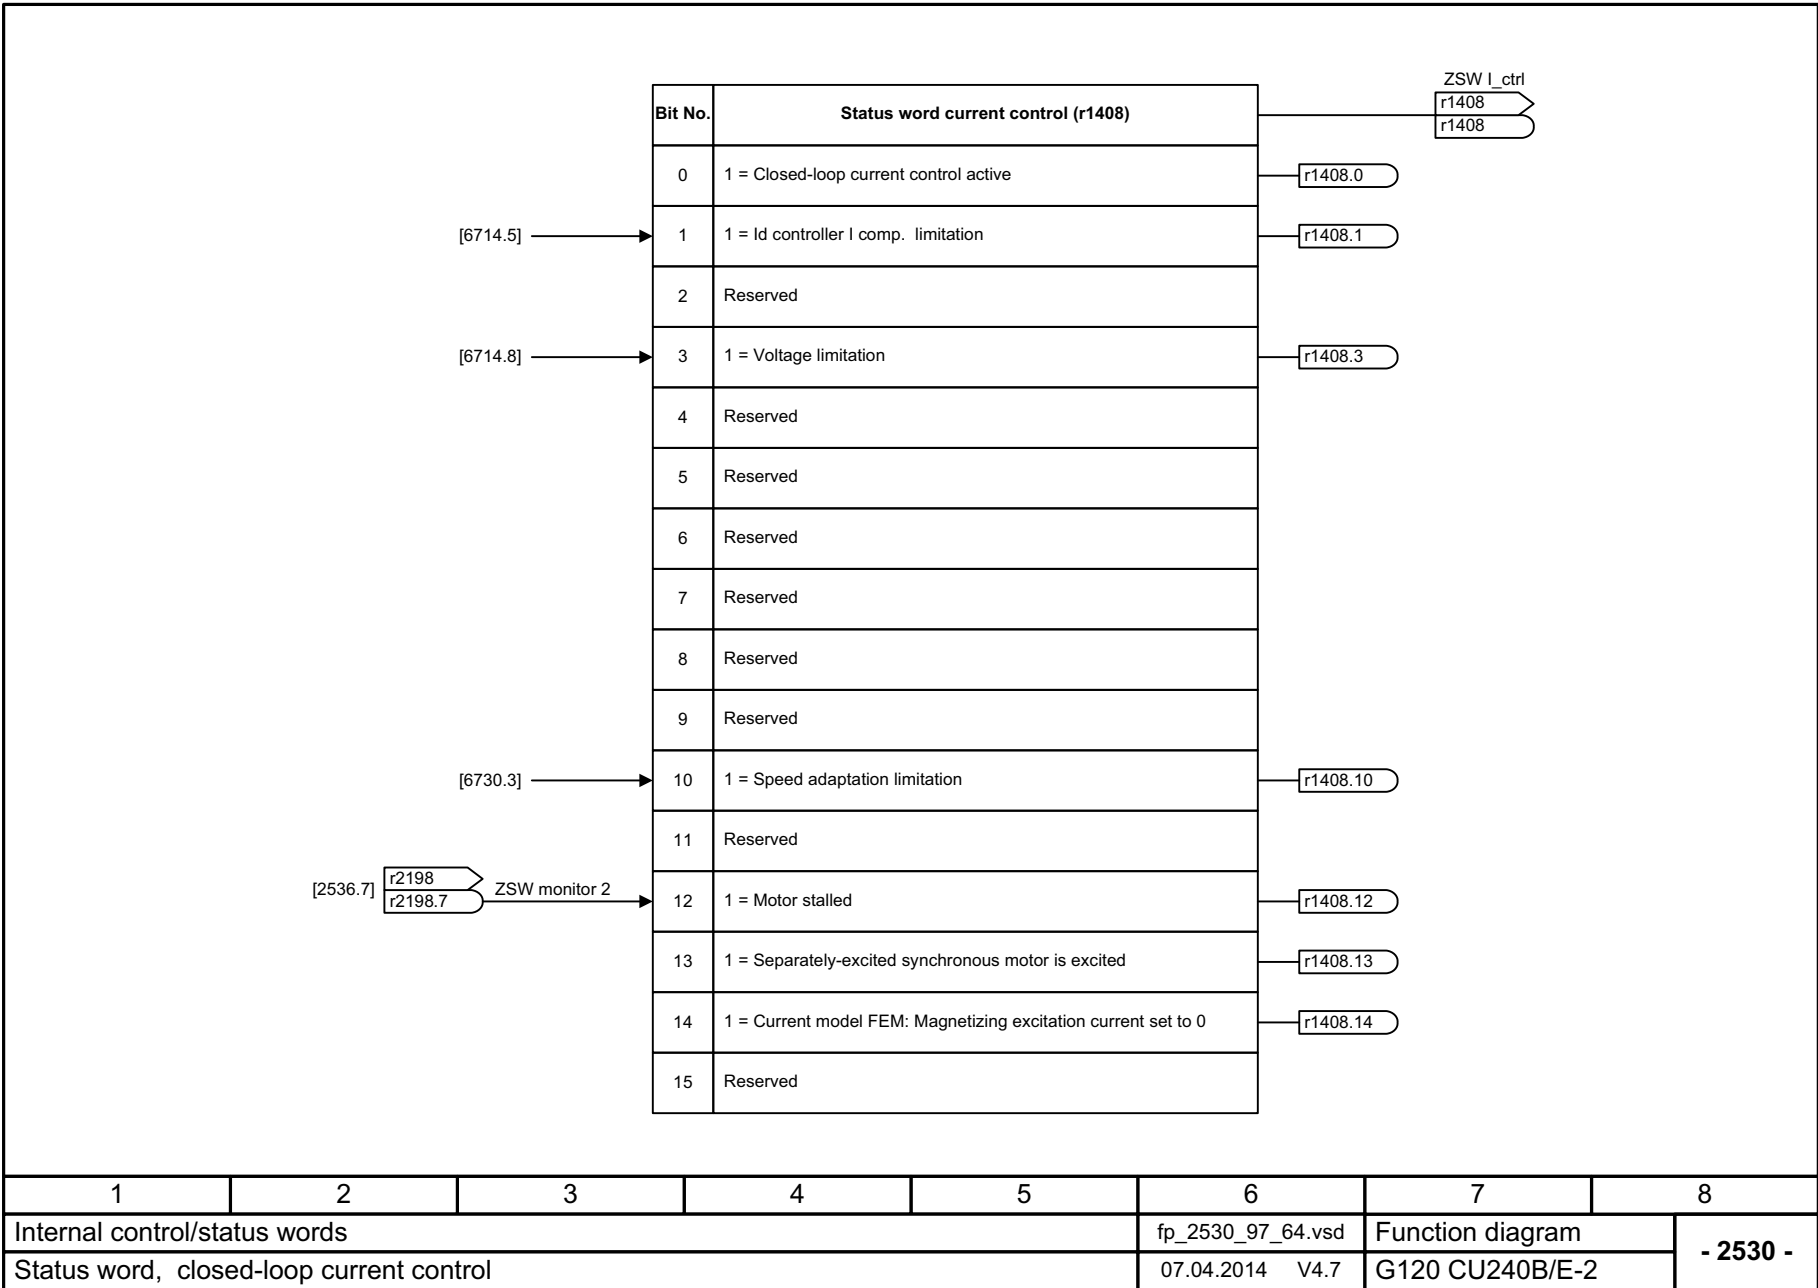 ZSW I_ctrl
r1408
r1408
Bit No. Status word current control (r1408)
0 1 = Closed-loop current control active r1408.0
[6714.5] 1 1 = Id controller I comp. limitation r1408.1
2 Reserved
[6714.8] 3 1 = Voltage limitation r1408.3
4 Reserved
5 Reserved
6 Reserved
7 Reserved
8 Reserved
9 Reserved
[6730.3] 10 1 = Speed adaptation limitation r1408.10
11 Reserved
r2198
[2536.7] r2198.7 ZSW monitor 2 12 1 = Motor stalled r1408.12
13 1 = Separately-excited synchronous motor is excited r1408.13
14 1 = Current model FEM: Magnetizing excitation current set to 0 r1408.14
15 Reserved
1 2 3 4 5 6 7 8
Internal control/status words fp_2530_97_64.vsd Function diagram
- 2530 -
Status word, closed-loop current control 07.04.2014 V4.7 G120 CU240B/E-2